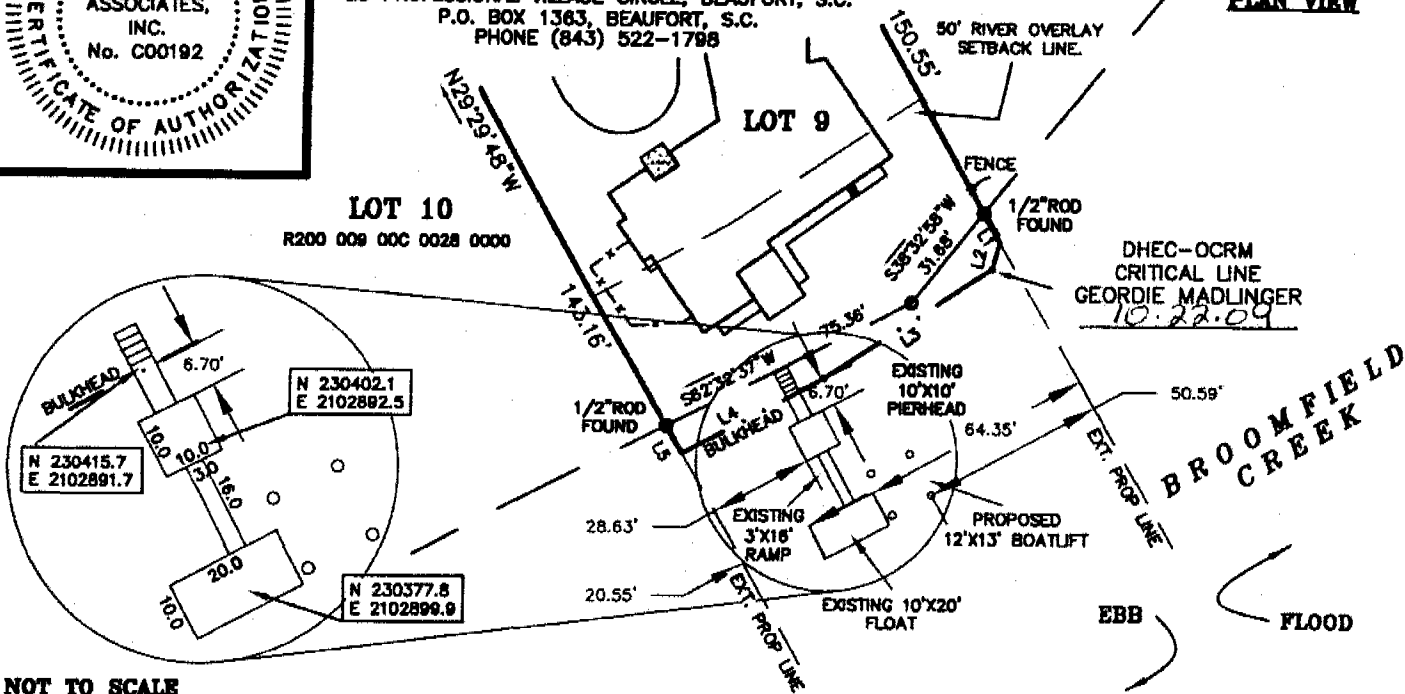 ASSOCIATES,
INC.
No. C00192
CERTIFICATE OF AUTHORIZATION
PROFESSIONAL VILLAGE CIRCLE, BEAUFORT, S.C.
P.O. BOX 1363, BEAUFORT, S.C.
PHONE (843) 522-1798
PLAN VIEW
150.55'
50' RIVER OVERLAY
SETBACK LINE.
N29°29'48"W
LOT 9
FENCE
LOT 10
R200 009 00C 0028 0000
1/2"ROD
FOUND
S38°32'58"W
31.88'
L1
L2
DHEC-OCRM
CRITICAL LINE
GEORDIE MADLINGER
10.22.09
143.16'
75.36'
S62°32'37"W
L3
6.70'
BULKHEAD
N 230402.1
E 2102892.5
10.0
10.0
3.0
16.0
N 230415.7
E 2102891.7
20.0
10.0
N 230377.8
E 2102899.9
1/2"ROD
FOUND
L4
L5
BULKHEAD
6.70'
EXISTING
10'X10'
PIERHEAD
50.59'
64.35'
EXT. PROP LINE
BROOMFIELD
CREEK
28.63'
EXISTING
3'X16'
RAMP
PROPOSED
12'X13' BOATLIFT
20.55'
EXT. PROP LINE
EXISTING 10'X20'
FLOAT
EBB
FLOOD
NOT TO SCALE